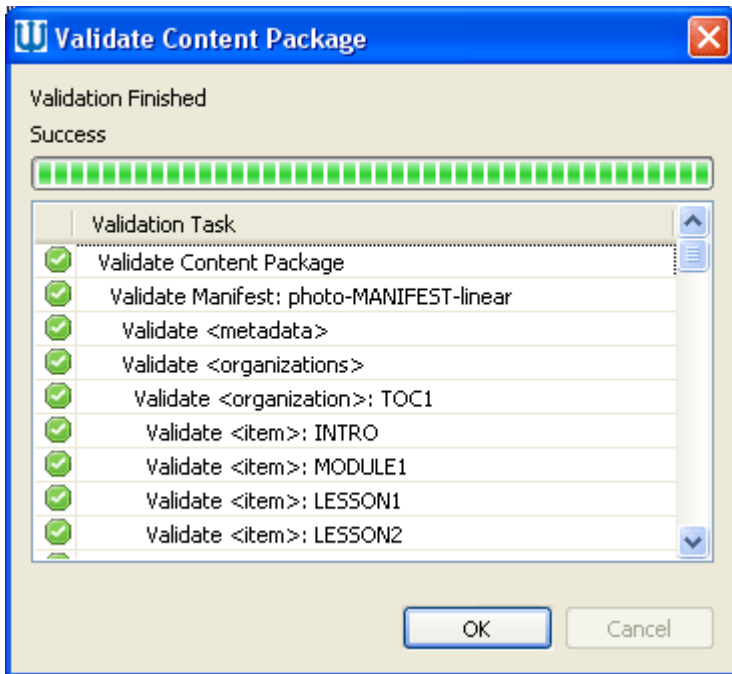 Validate Content Package
Validation Finished
Success
Validation Task
Validate Content Package
Validate Manifest: photo-MANIFEST-linear
Validate <metadata>
Validate <organizations>
Validate <organization>: TOC1
Validate <item>: INTRO
Validate <item>: MODULE1
Validate <item>: LESSON1
Validate <item>: LESSON2
OK Cancel